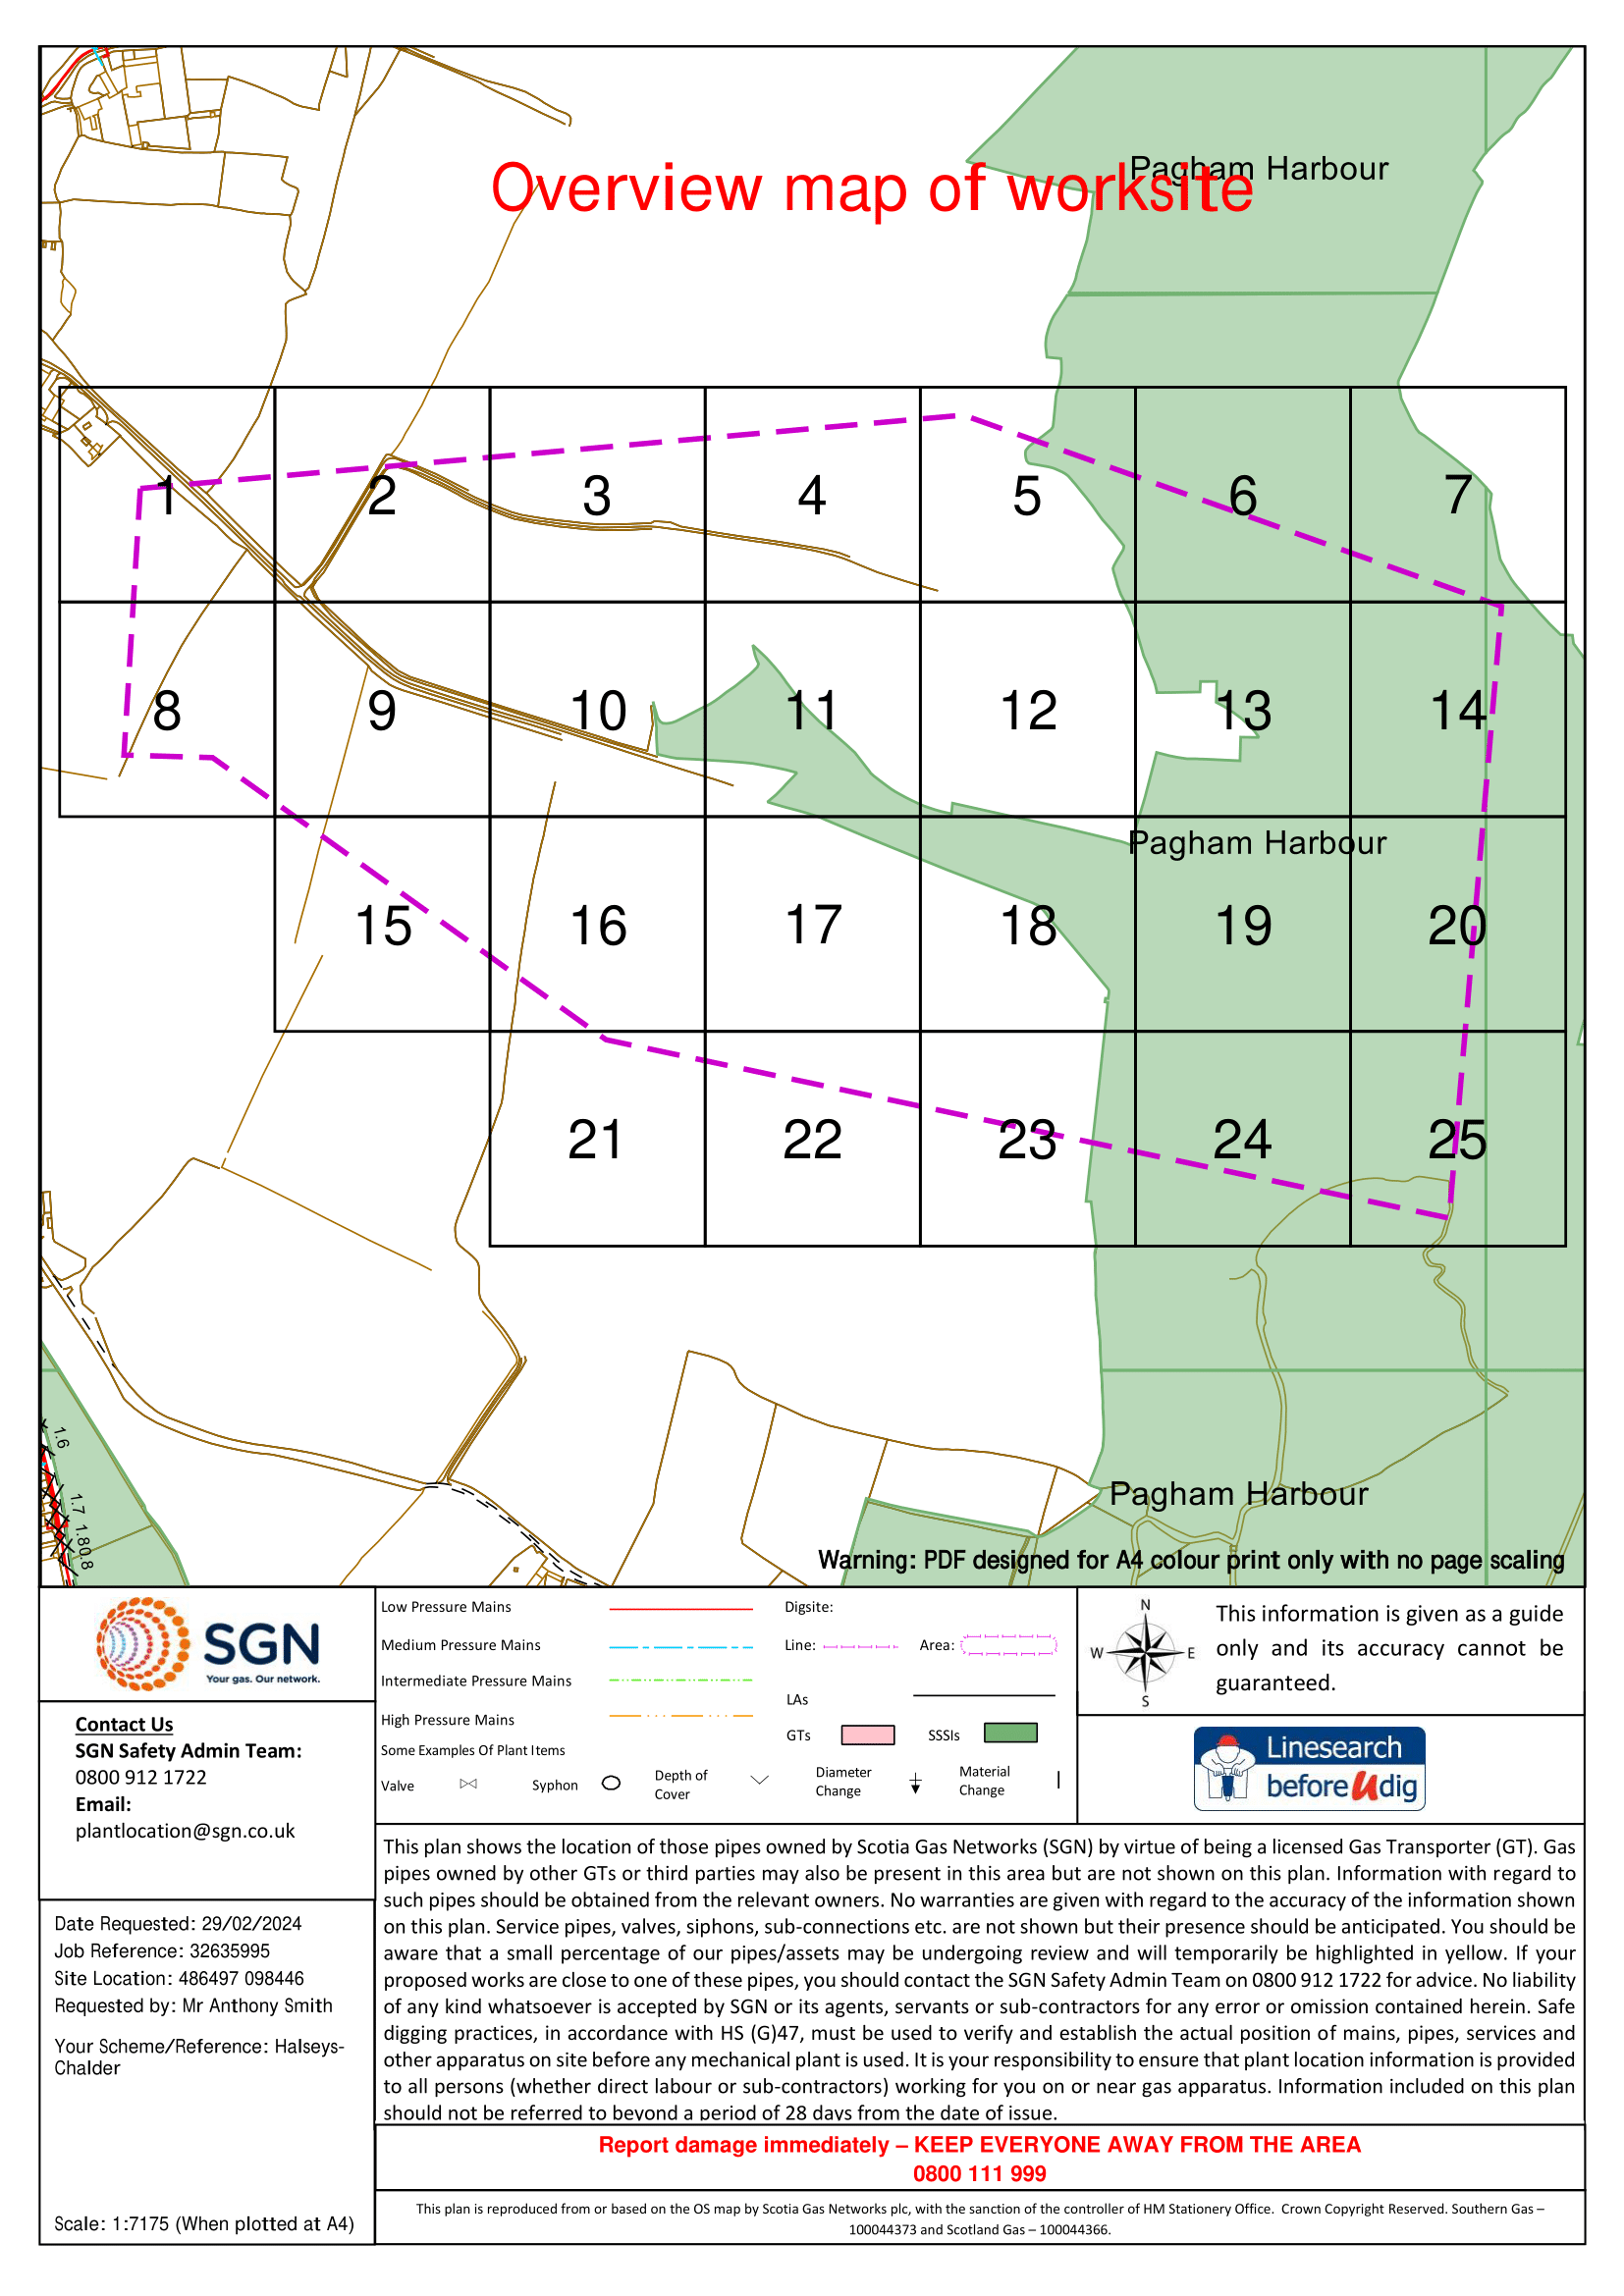 Pagham Harbour
Overview map of worksite
1
2
3
4
5
6
7
8
9
10
11
12
13
14
Pagham Harbour
15
16
17
18
19
20
21
22
23
24
25
1.6
1.7
1.8
0.8
Pagham Harbour
Warning: PDF designed for A4 colour print only with no page scaling
SGN
Your gas. Our network.
Contact Us
SGN Safety Admin Team:
0800 912 1722
Email:
plantlocation@sgn.co.uk
Date Requested: 29/02/2024
Job Reference: 32635995
Site Location: 486497 098446
Requested by: Mr Anthony Smith
Your Scheme/Reference: Halseys-
Chalder
Scale: 1:7175 (When plotted at A4)
Low Pressure Mains
Medium Pressure Mains
Intermediate Pressure Mains
High Pressure Mains
Some Examples Of Plant Items
Valve
Syphon
Depth of
Cover
Diameter
Change
Material
Change
Digsite:
Line:
Area:
LAs
GTs
SSSIs
N
W
E
S
This information is given as a guide
only and its accuracy cannot be
guaranteed.
Linesearch
before U dig
This plan shows the location of those pipes owned by Scotia Gas Networks (SGN) by virtue of being a licensed Gas Transporter (GT). Gas
pipes owned by other GTs or third parties may also be present in this area but are not shown on this plan. Information with regard to
such pipes should be obtained from the relevant owners. No warranties are given with regard to the accuracy of the information shown
on this plan. Service pipes, valves, siphons, sub-connections etc. are not shown but their presence should be anticipated. You should be
aware that a small percentage of our pipes/assets may be undergoing review and will temporarily be highlighted in yellow. If your
proposed works are close to one of these pipes, you should contact the SGN Safety Admin Team on 0800 912 1722 for advice. No liability
of any kind whatsoever is accepted by SGN or its agents, servants or sub-contractors for any error or omission contained herein. Safe
digging practices, in accordance with HS (G)47, must be used to verify and establish the actual position of mains, pipes, services and
other apparatus on site before any mechanical plant is used. It is your responsibility to ensure that plant location information is provided
to all persons (whether direct labour or sub-contractors) working for you on or near gas apparatus. Information included on this plan
should not be referred to beyond a period of 28 days from the date of issue.
Report damage immediately – KEEP EVERYONE AWAY FROM THE AREA
0800 111 999
This plan is reproduced from or based on the OS map by Scotia Gas Networks plc, with the sanction of the controller of HM Stationery Office. Crown Copyright Reserved. Southern Gas –
100044373 and Scotland Gas – 100044366.